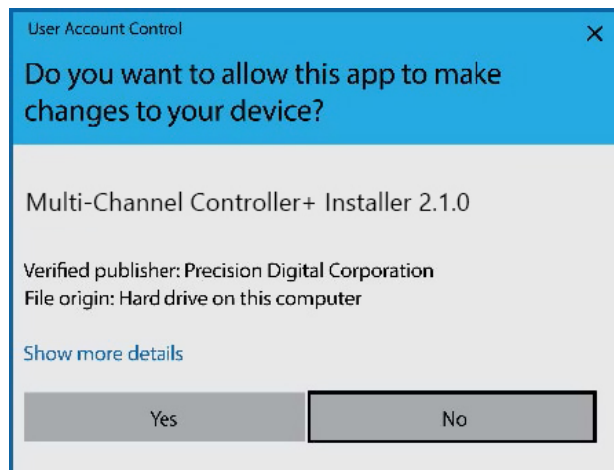 User Account Control
Do you want to allow this app to make
changes to your device?
Multi-Channel Controller+ Installer 2.1.0
Verified publisher: Precision Digital Corporation
File origin: Hard drive on this computer
Show more details
Yes
No